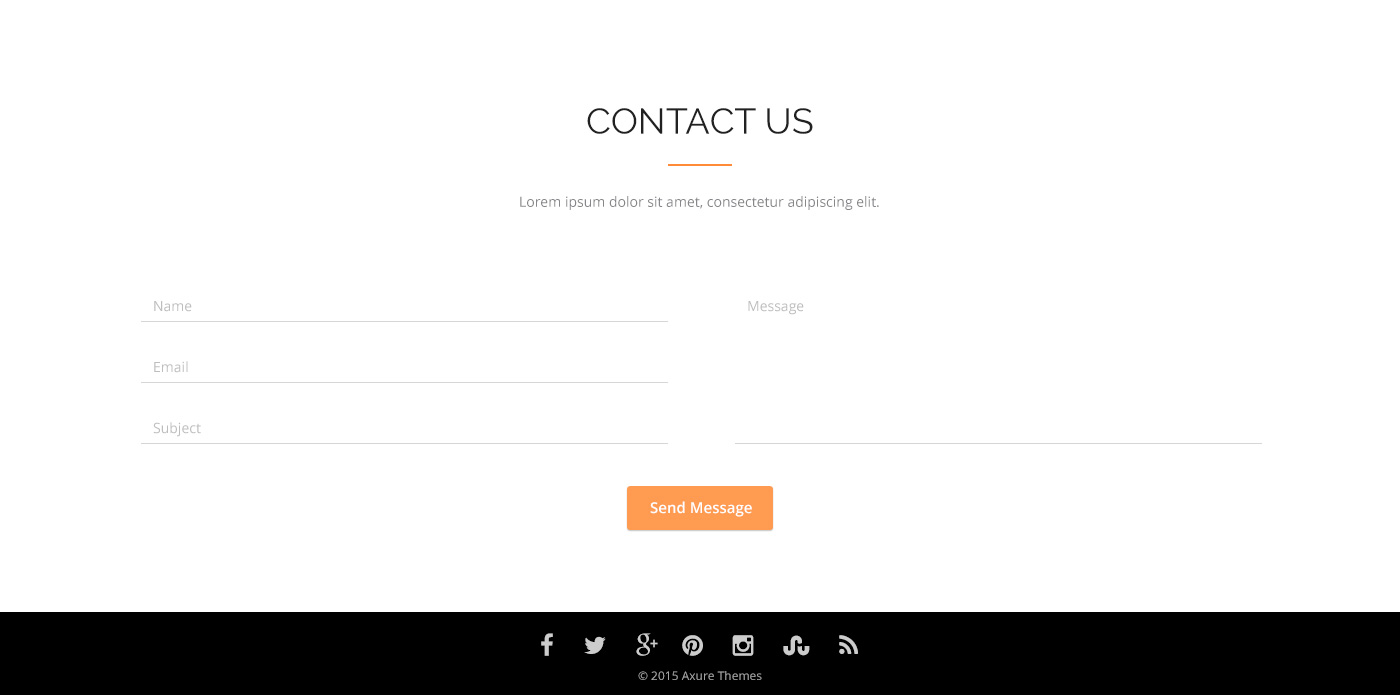 CONTACT US
Lorem ipsum dolor sit amet, consectetur adipiscing elit.
Name
Email
Subject
Message
Send Message
© 2015 Axure Themes